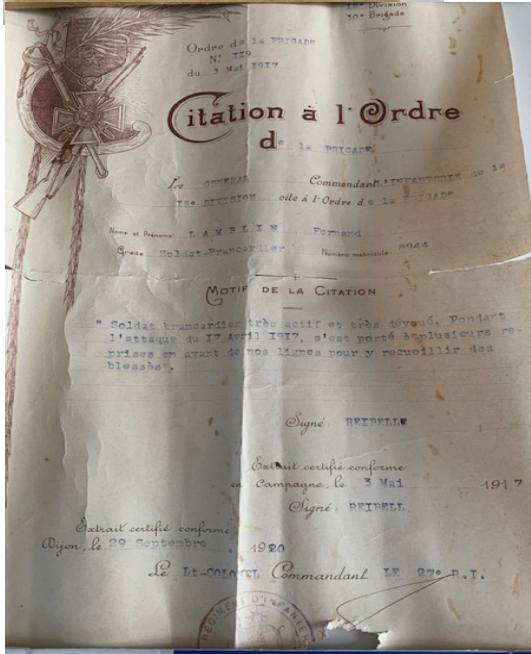 15e Division
30e Brigade
Ordre de la BRIGADE
N° 119
du 3 Mai 1917
Citation à l'Ordre
de la BRIGADE
Le GENERAL Commandant L'INFANTERIE de la
15e DIVISION cite à l'Ordre de la BRIGADE
Nom et Prénoms LAMBLIN Fernand
Grade Soldat-Brancardier Numéro matricule 8944
MOTIF DE LA CITATION
" Soldat brancardier très actif et très dévoué. Pendant
l'attaque du 17 Avril 1917, s'est porté à plusieurs re-
prises en avant de nos lignes pour y recueillir des
blessés".
Signé: REIBELL
Extrait certifié conforme
en Campagne, le 3 Mai 1917
Signé: REIBELL
Extrait certifié conforme
Dijon, le 29 Septembre 1920
Le Lt-COLONEL Commandant LE 27e R.I.
RÉGIMENT D'INFANTERIE